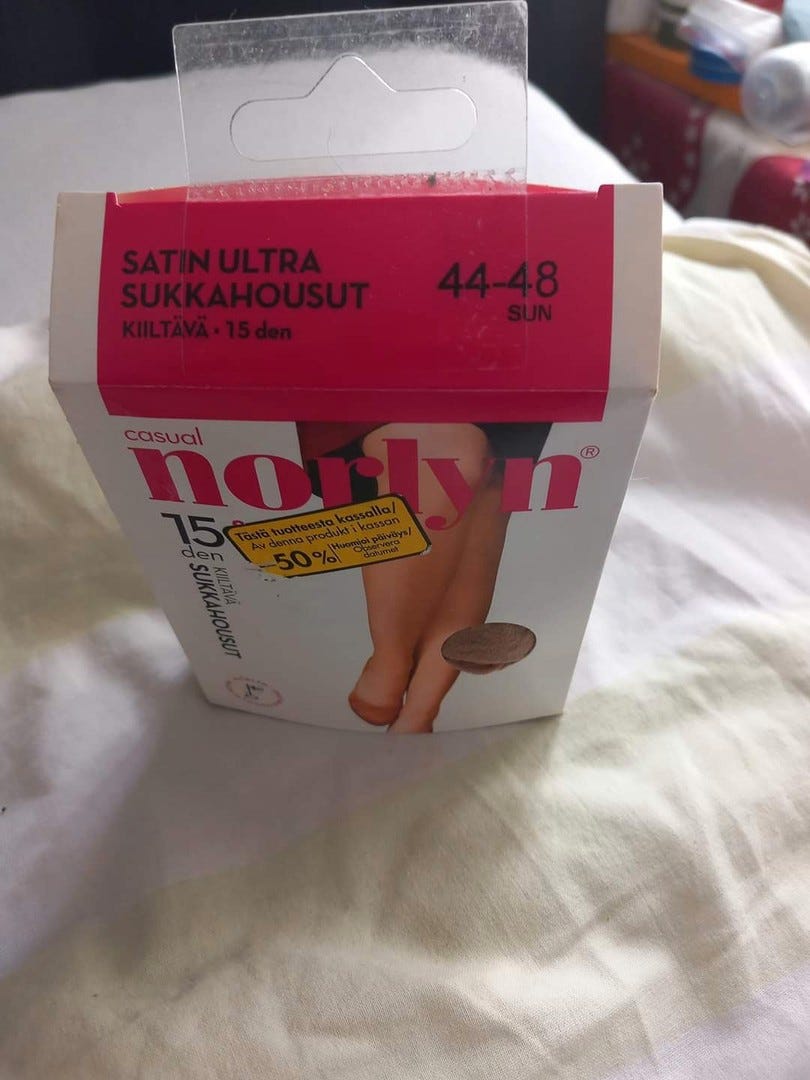 SATIN ULTRA
SUKKAHOUSUT
KIILTÄVÄ • 15 den
44-48
SUN
casual
norlyn®
15
den
KIILTÄVÄ
SUKKAHOUSUT
Tästä tuotteesta kassalla/
Av denna produkt i kassan
-50%
Huomioi päiväys/
Observera
datumet